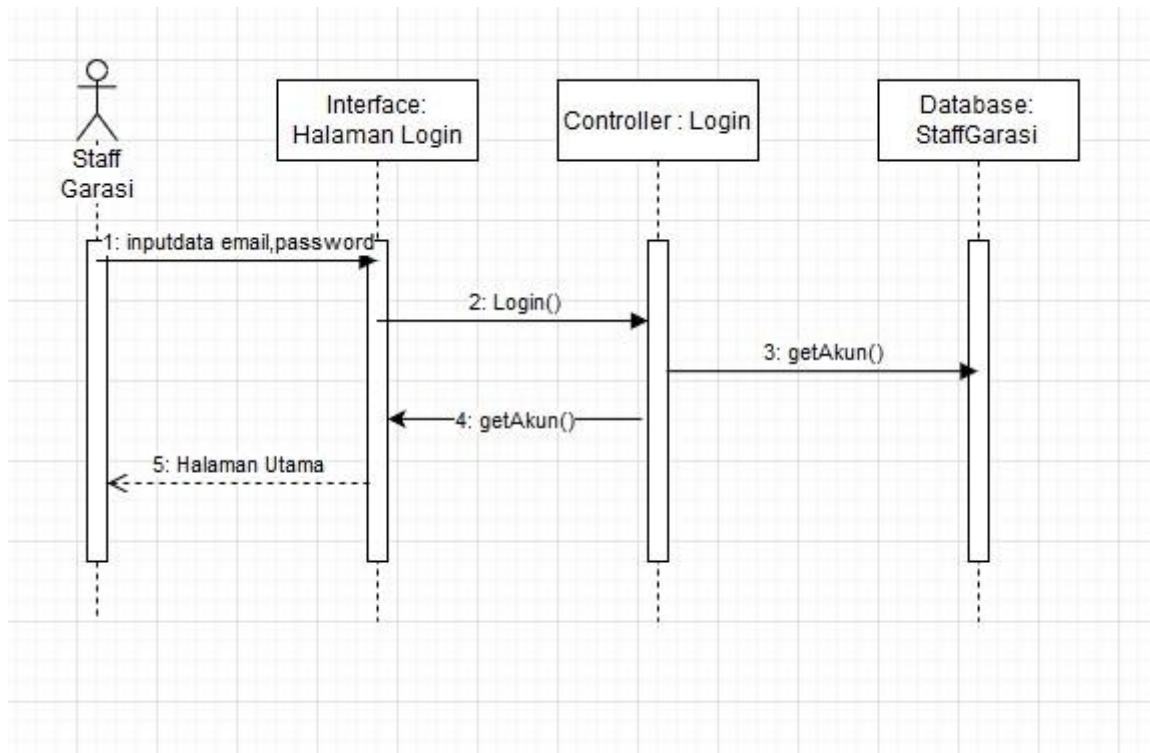 Staff
Garasi
Interface:
Halaman Login
Controller : Login
Database:
StaffGarasi
1: inputdata email,password
2: Login()
3: getAkun()
4: getAkun()
5: Halaman Utama